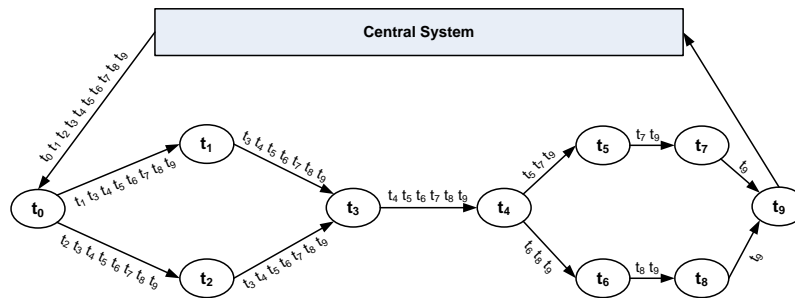 Central System
t0 t1 t2 t3 t4 t5 t6 t7 t8 t9
t1
t5
t7
t3 t4 t5 t6 t7 t8 t9
t7 t9
t5 t7 t9
t9
t1 t3 t4 t5 t6 t7 t8 t9
t0
t3
t4 t5 t6 t7 t8 t9
t4
t9
t2 t3 t4 t5 t6 t7 t8 t9
t3 t4 t5 t6 t7 t8 t9
t6 t8 t9
t8 t9
t9
t2
t6
t8